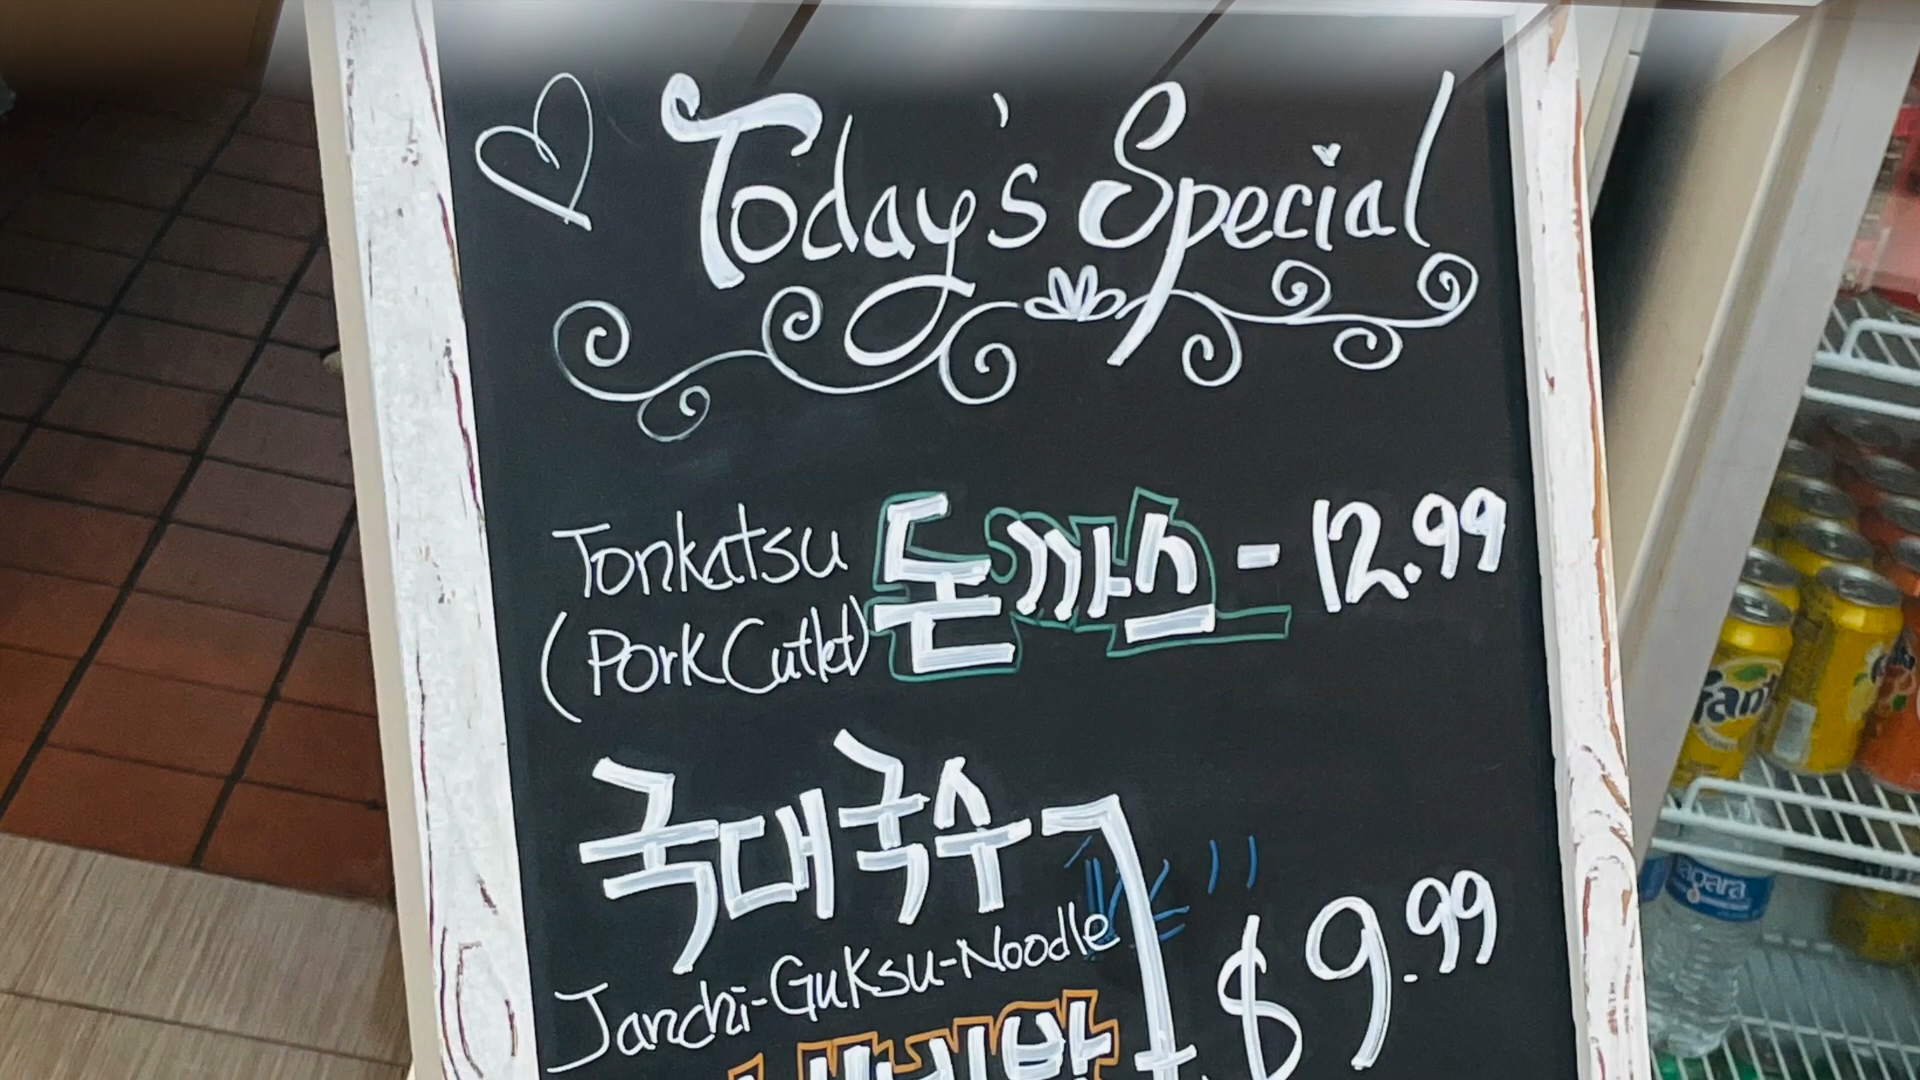 Today's Special
Tonkatsu 돈까스 - 12.99
(Pork Cutlet)
국대국수
Janchi-Guksu-Noodle
$9.99
Fanta